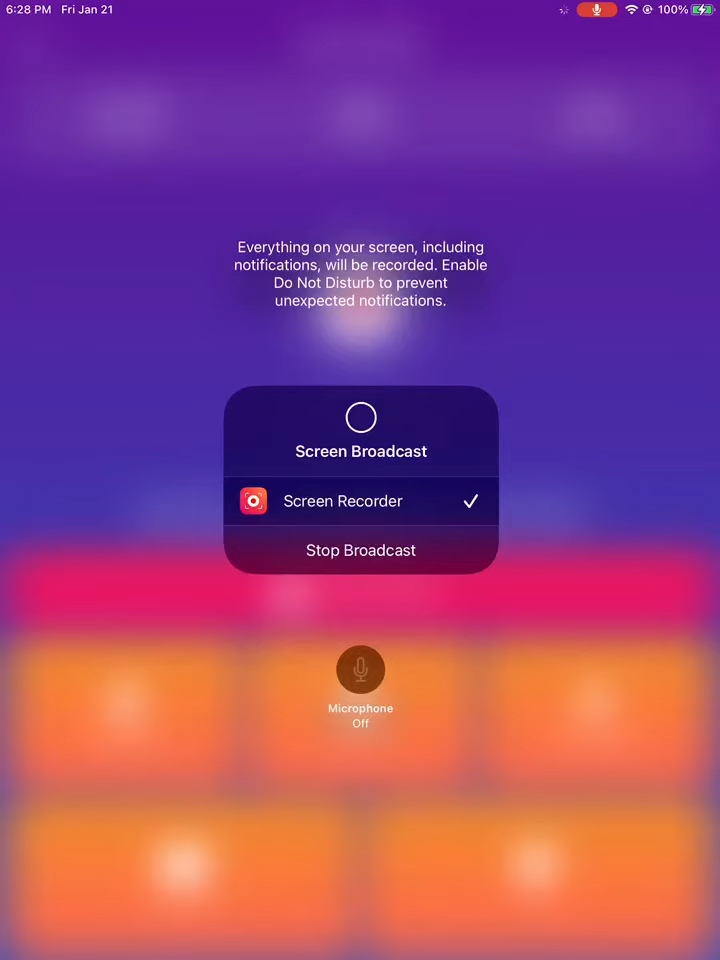 6:28 PM Fri Jan 21
100%
Everything on your screen, including
notifications, will be recorded. Enable
Do Not Disturb to prevent
unexpected notifications.
Screen Broadcast
Screen Recorder
Stop Broadcast
Microphone
Off